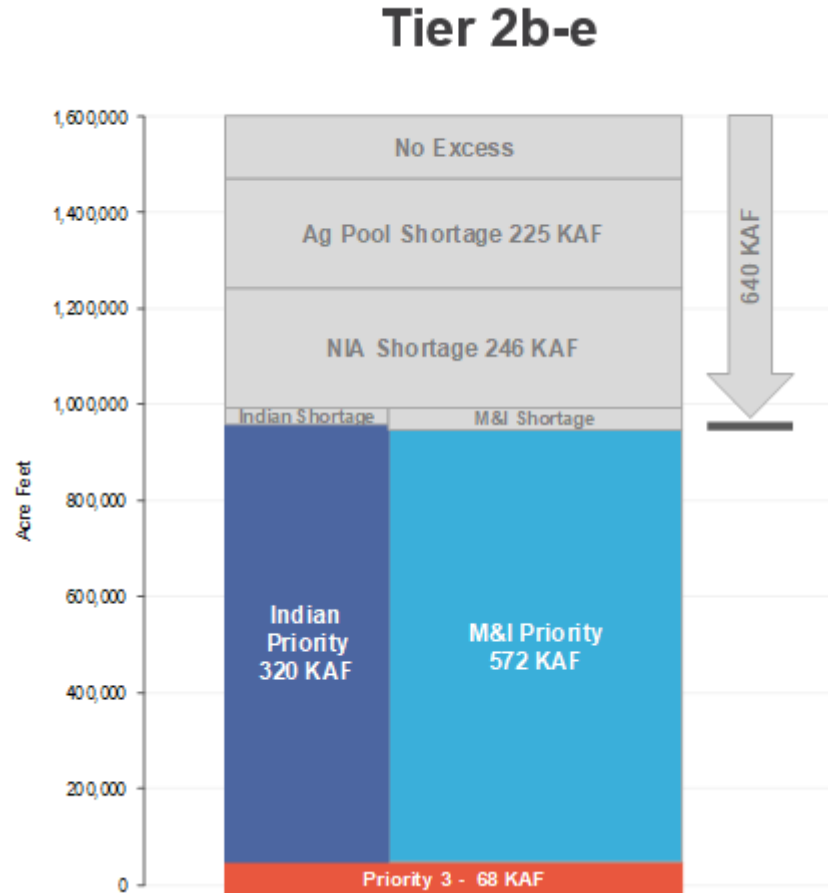 Tier 2b-e
1,600,000
No Excess
1,400,000
Ag Pool Shortage 225 KAF
640 KAF
1,200,000
NIA Shortage 246 KAF
1,000,000
Indian Shortage
M&I Shortage
Acre Feet
800,000
600,000
Indian
Priority
320 KAF
M&I Priority
572 KAF
400,000
200,000
0
Priority 3 - 68 KAF